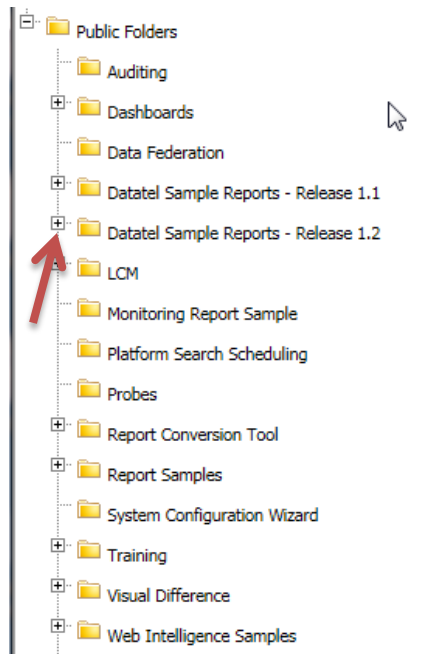 Public Folders
Auditing
Dashboards
Data Federation
Datatel Sample Reports - Release 1.1
Datatel Sample Reports - Release 1.2
LCM
Monitoring Report Sample
Platform Search Scheduling
Probes
Report Conversion Tool
Report Samples
System Configuration Wizard
Training
Visual Difference
Web Intelligence Samples